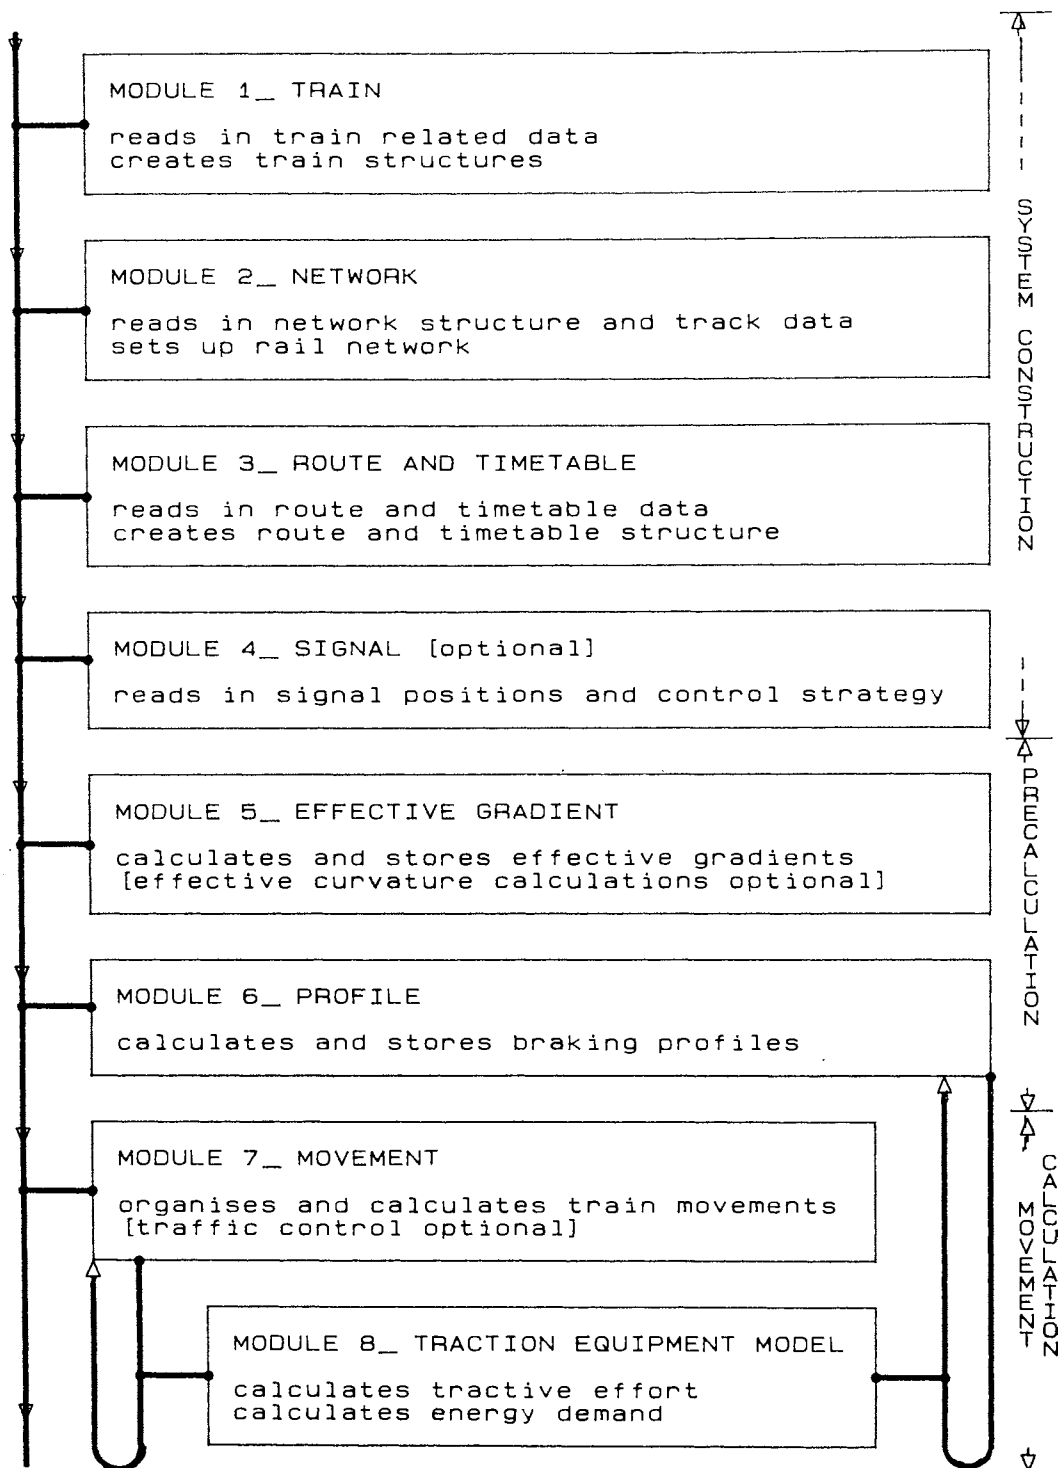 MODULE 1_ TRAIN
reads in train related data
creates train structures
MODULE 2_ NETWORK
reads in network structure and track data
sets up rail network
MODULE 3_ ROUTE AND TIMETABLE
reads in route and timetable data
creates route and timetable structure
MODULE 4_ SIGNAL [optional]
reads in signal positions and control strategy
MODULE 5_ EFFECTIVE GRADIENT
calculates and stores effective gradients
[effective curvature calculations optional]
MODULE 6_ PROFILE
calculates and stores braking profiles
MODULE 7_ MOVEMENT
organises and calculates train movements
[traffic control optional]
MODULE 8_ TRACTION EQUIPMENT MODEL
calculates tractive effort
calculates energy demand
SYSTEM CONSTRUCTION
PRECALCULATION
MOVEMENT
CALCULATION